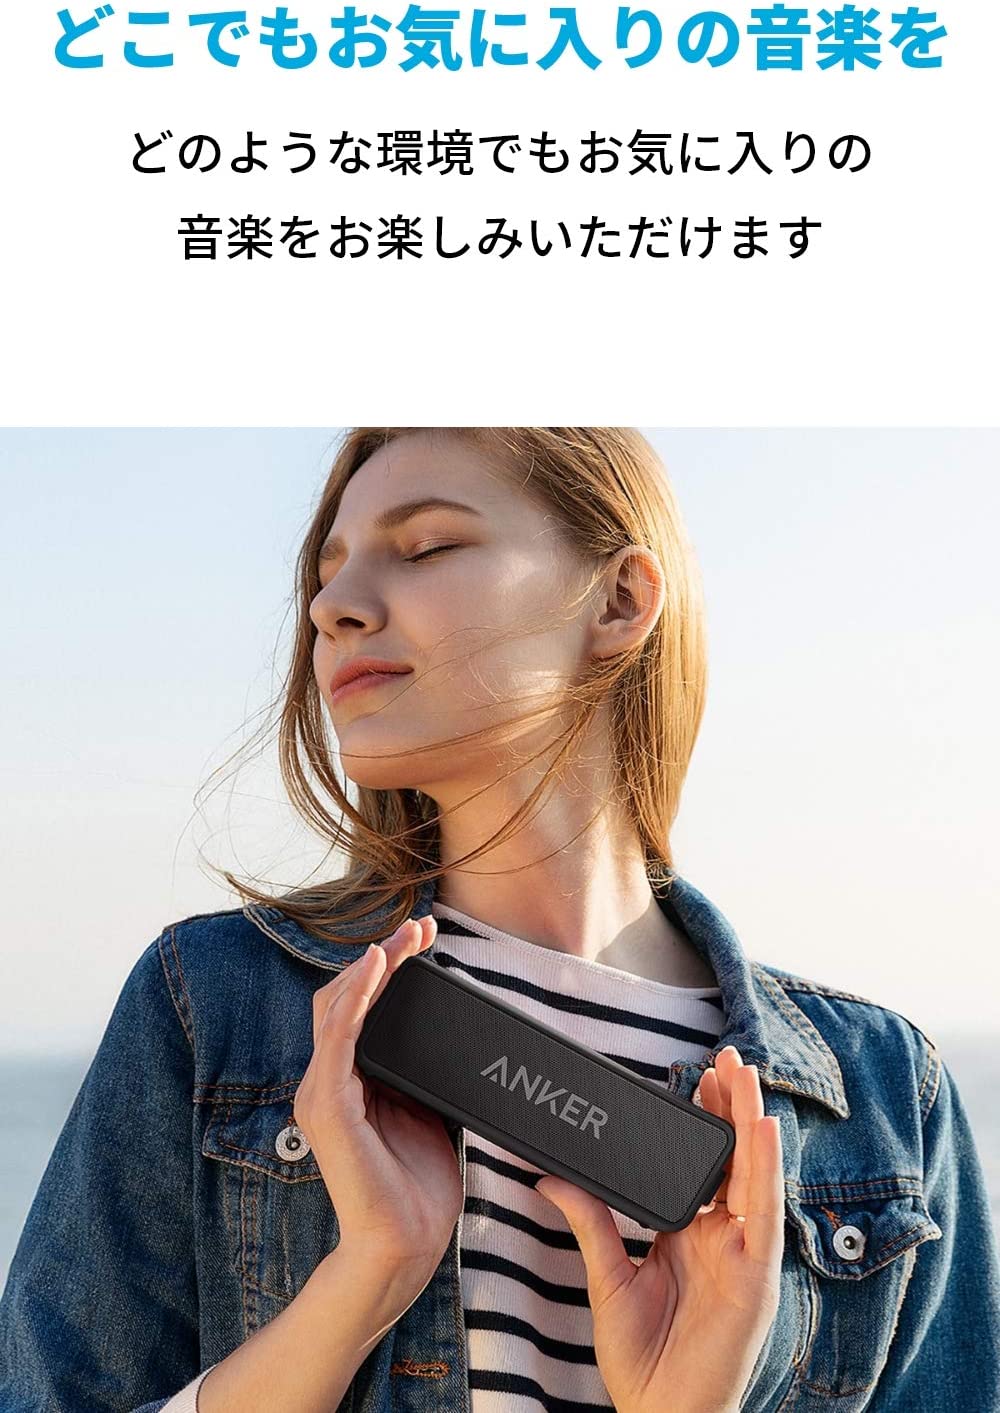 どこでもお気に入りの音楽を
どのような環境でもお気に入りの
音楽をお楽しみいただけます
ANKER